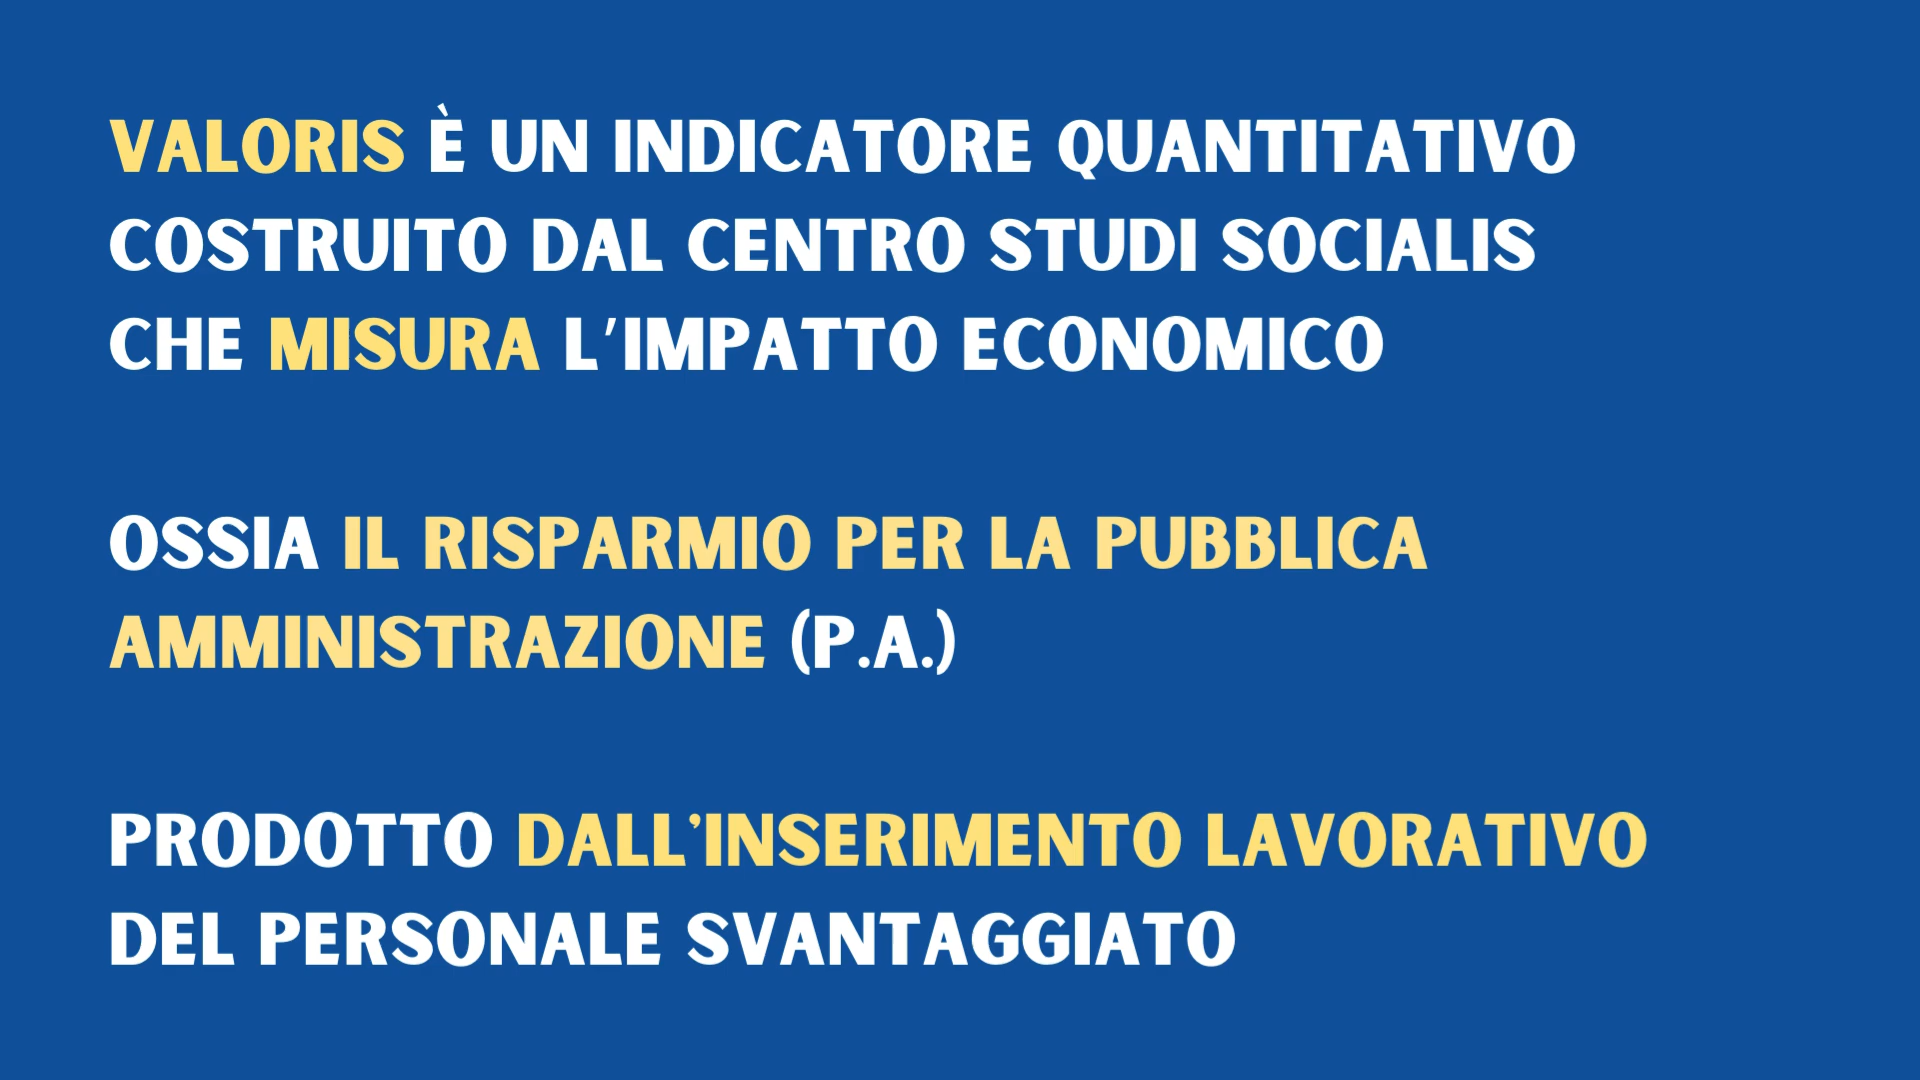 VALORIS È UN INDICATORE QUANTITATIVO
COSTRUITO DAL CENTRO STUDI SOCIALIS
CHE MISURA L'IMPATTO ECONOMICO
OSSIA IL RISPARMIO PER LA PUBBLICA
AMMINISTRAZIONE (P.A.)
PRODOTTO DALL'INSERIMENTO LAVORATIVO
DEL PERSONALE SVANTAGGIATO